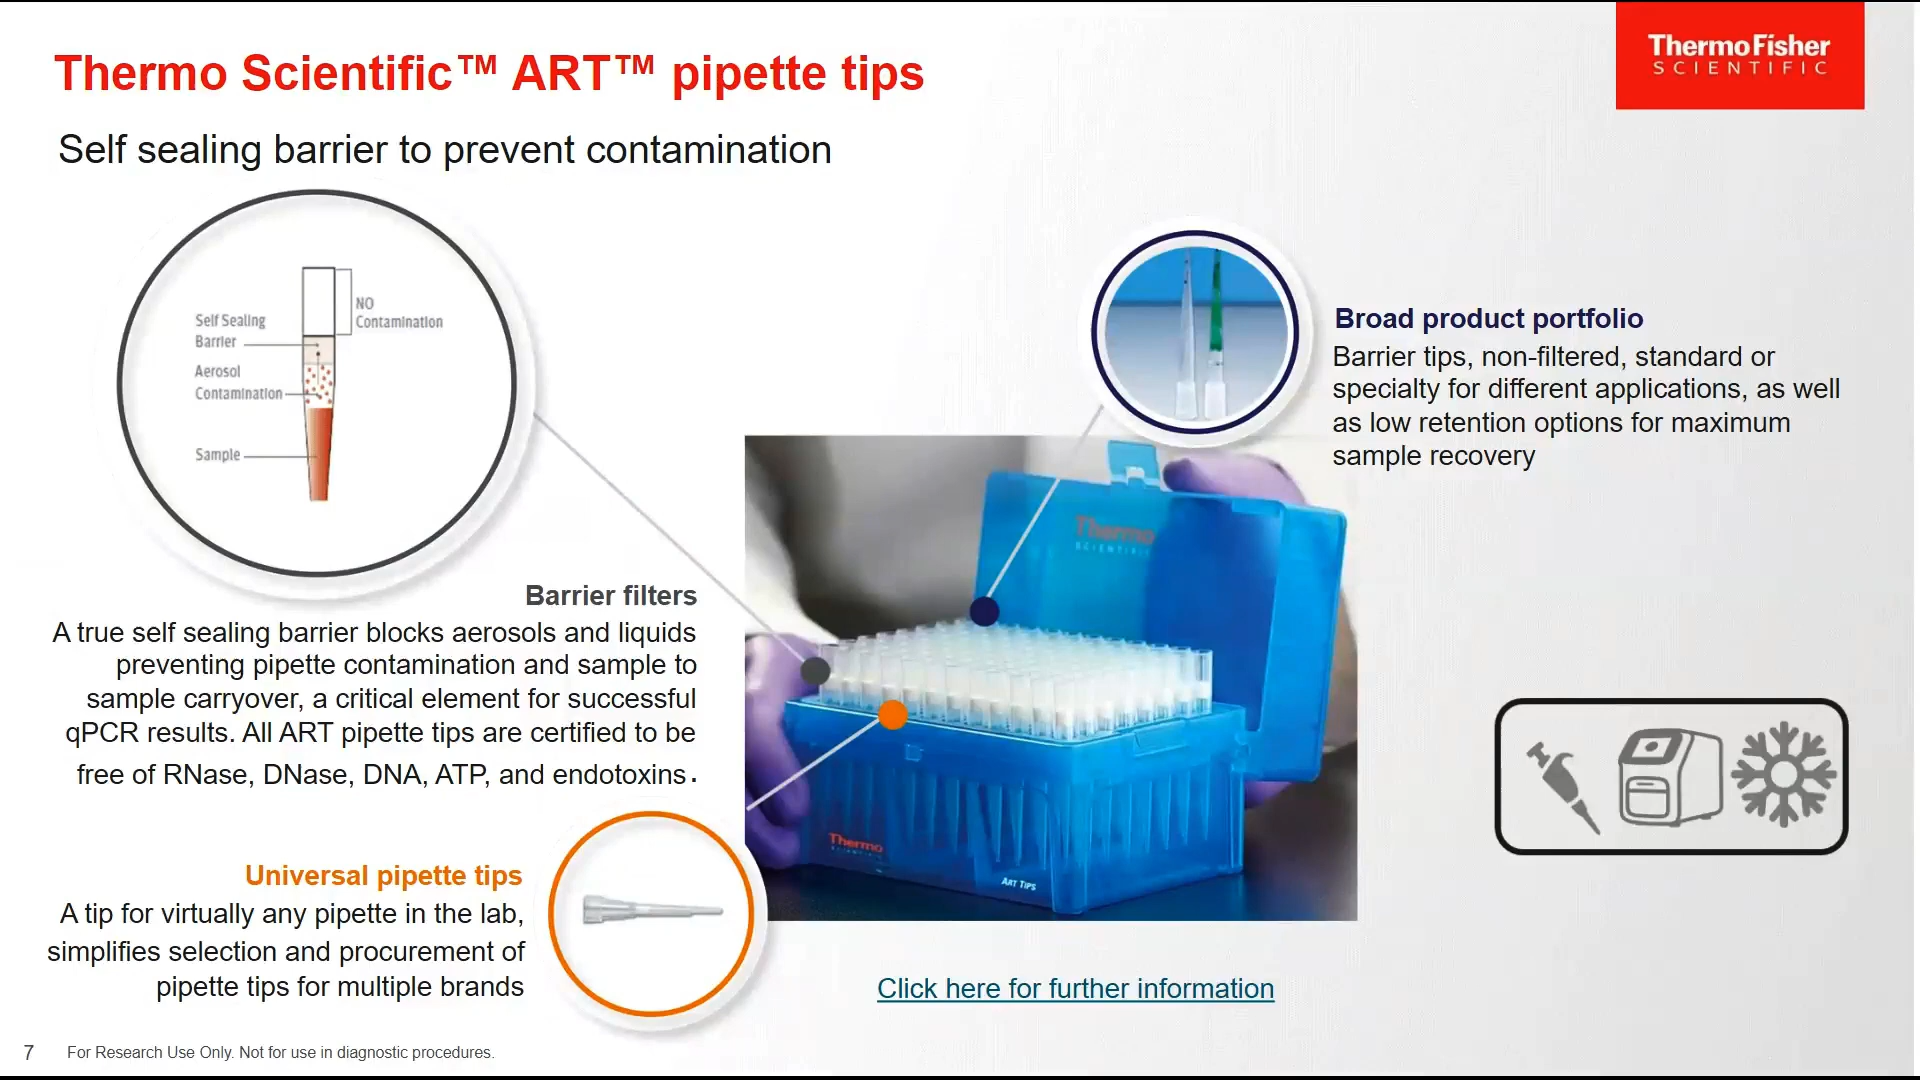 Thermo Scientific™ ART™ pipette tips
ThermoFisher
SCIENTIFIC
Self sealing barrier to prevent contamination
NO
Contamination
Self Sealing
Barrier
Aerosol
Contamination
Sample
Broad product portfolio
Barrier tips, non-filtered, standard or
specialty for different applications, as well
as low retention options for maximum
sample recovery
Thermo
SCIENTIFIC
Barrier filters
A true self sealing barrier blocks aerosols and liquids
preventing pipette contamination and sample to
sample carryover, a critical element for successful
qPCR results. All ART pipette tips are certified to be
free of RNase, DNase, DNA, ATP, and endotoxins.
Thermo
SCIENTIFIC
ART TIPS
Universal pipette tips
A tip for virtually any pipette in the lab,
simplifies selection and procurement of
pipette tips for multiple brands
Click here for further information
7
For Research Use Only. Not for use in diagnostic procedures.